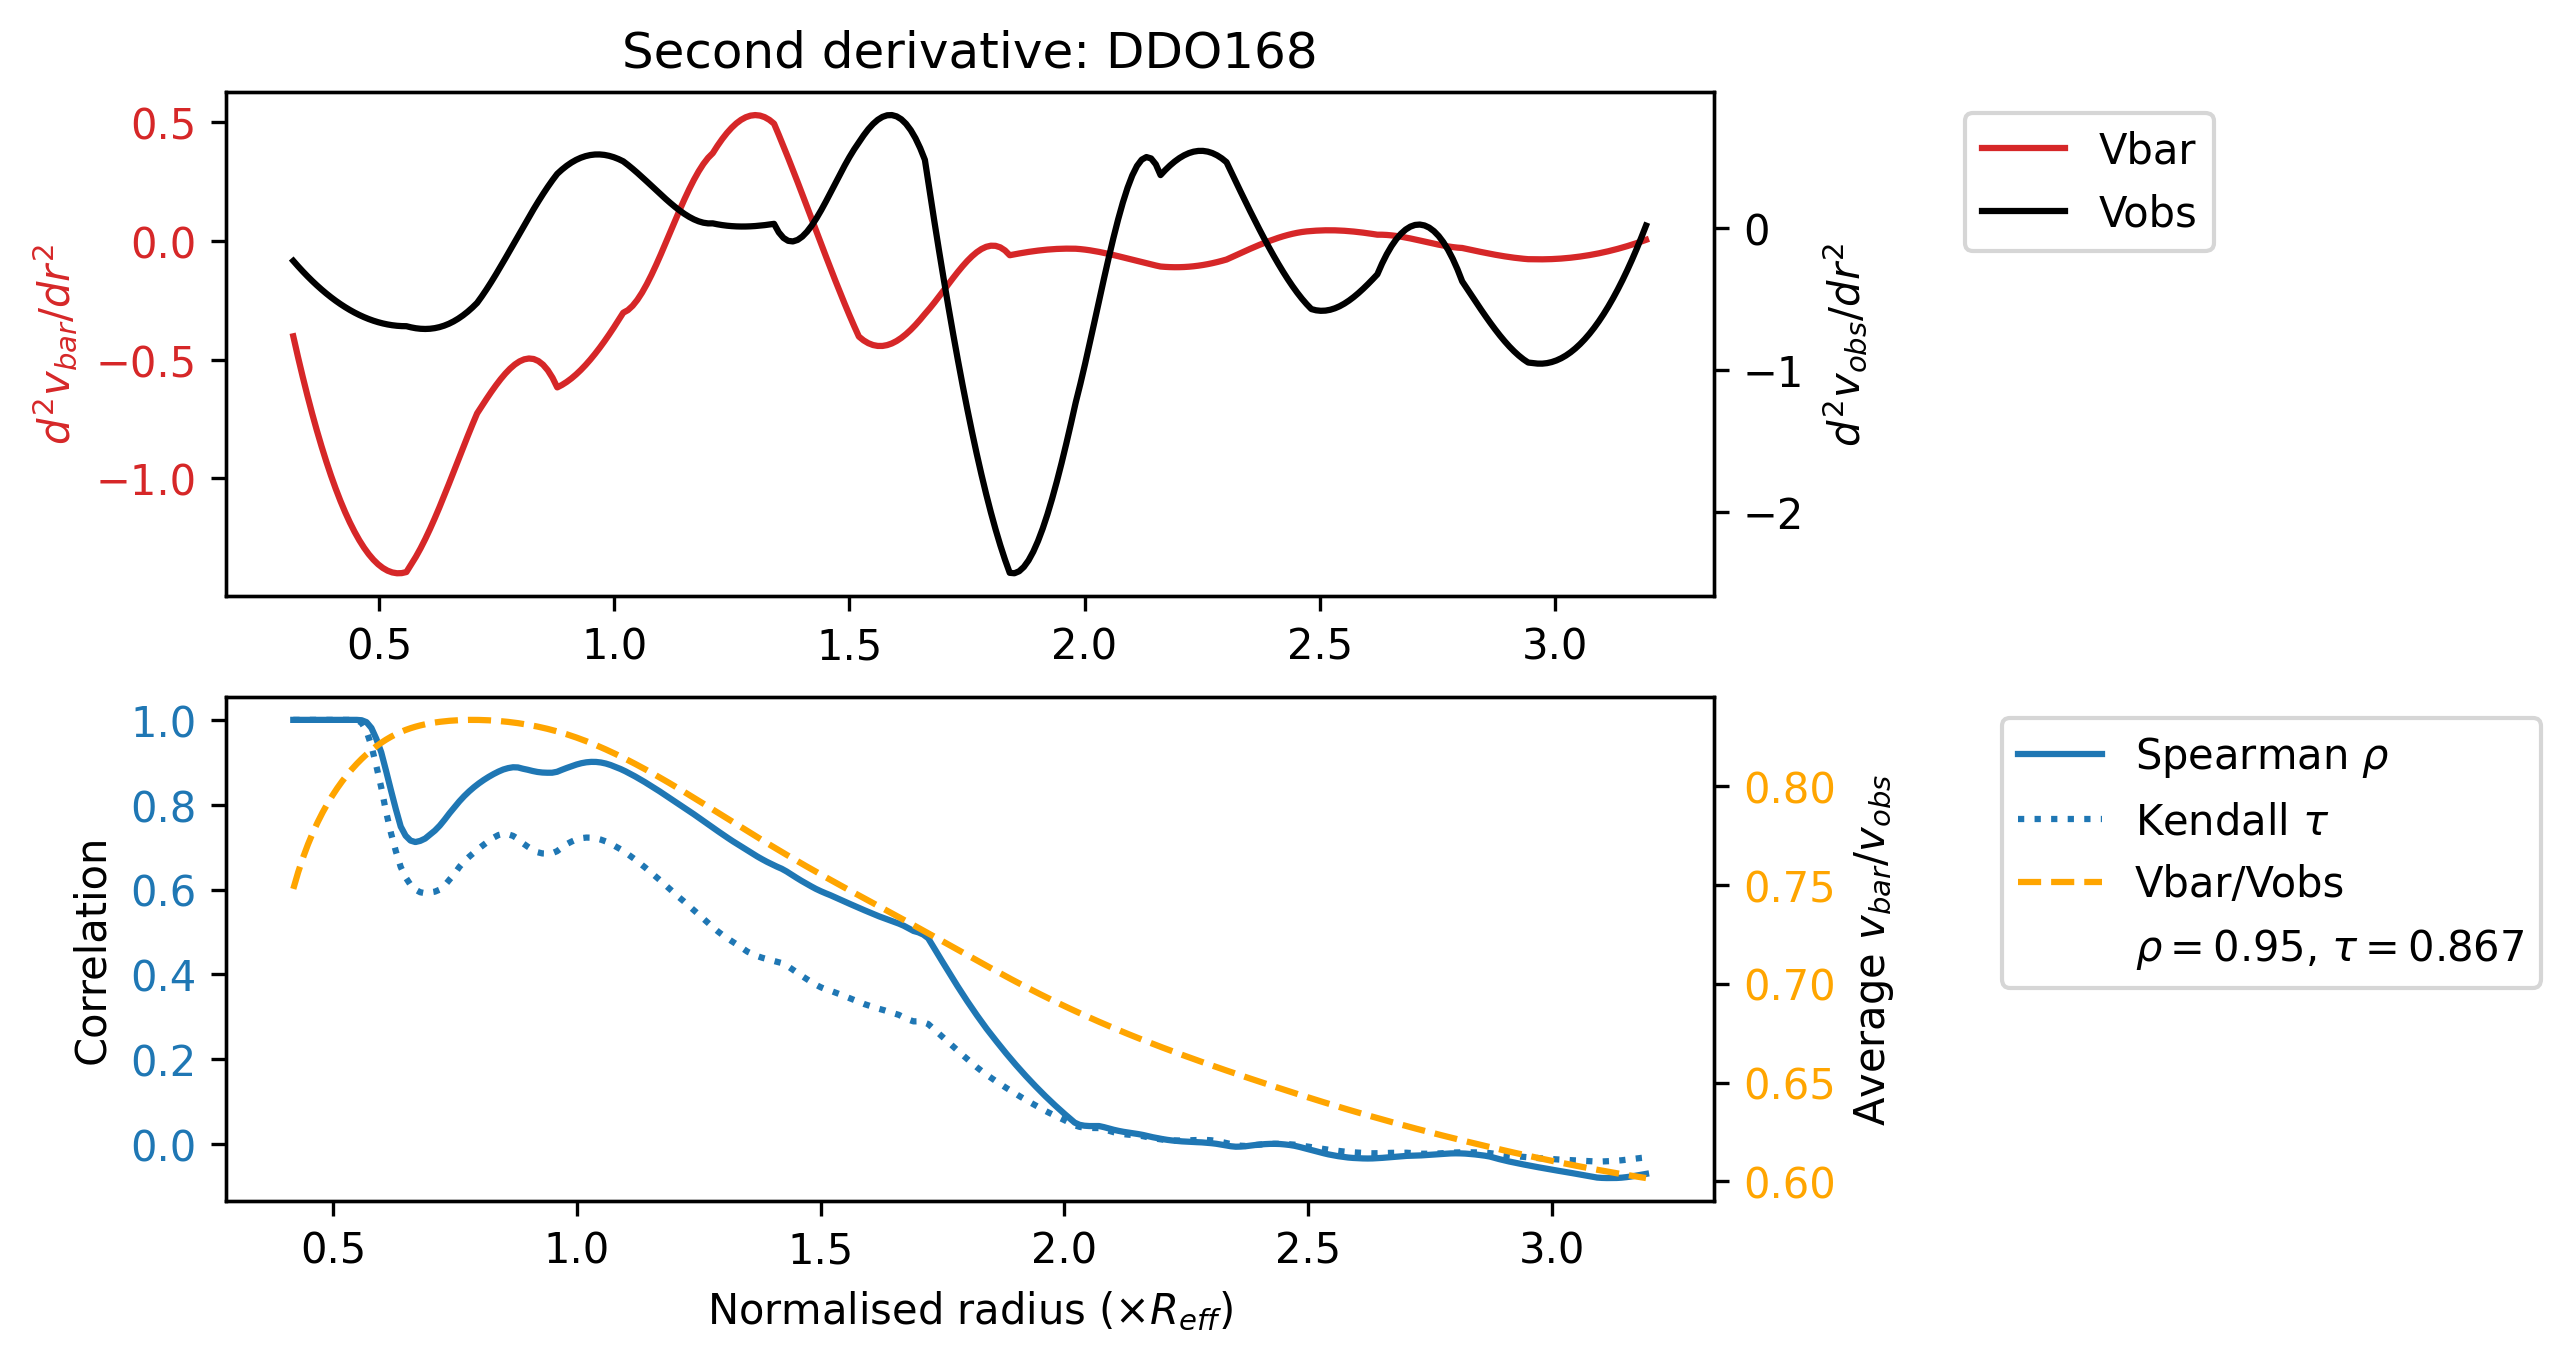 Second derivative: DDO168
d²v_bar/dr²
0.5
0.0
−0.5
−1.0
0
−1
−2
d²v_obs/dr²
0.5 1.0 1.5 2.0 2.5 3.0
Vbar
Vobs
Correlation
1.0
0.8
0.6
0.4
0.2
0.0
0.80
0.75
0.70
0.65
0.60
Average v_bar/v_obs
0.5 1.0 1.5 2.0 2.5 3.0
Normalised radius (×R_eff)
Spearman ρ
Kendall τ
Vbar/Vobs
ρ = 0.95, τ = 0.867